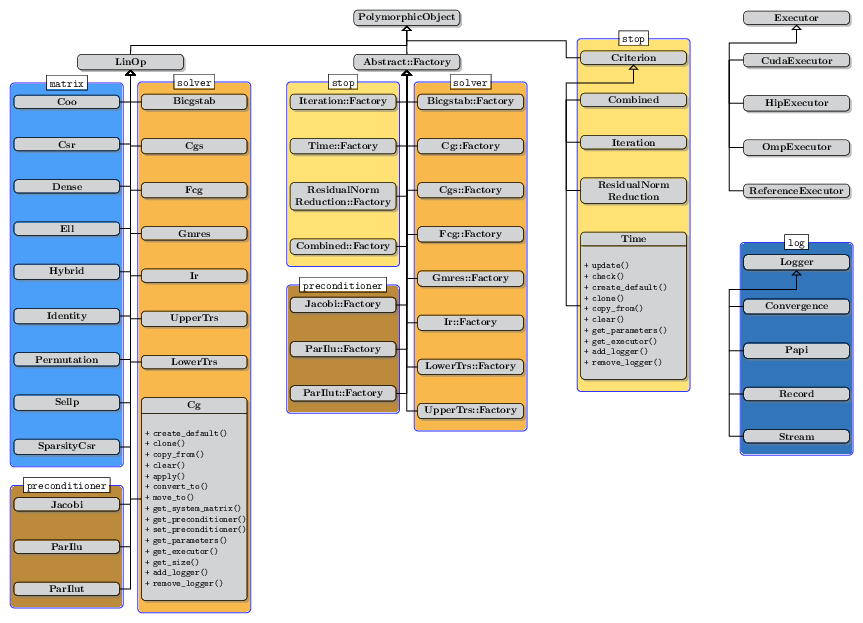 PolymorphicObject
LinOp
Abstract::Factory
matrix
Coo
Csr
Dense
Ell
Hybrid
Identity
Permutation
Sellp
SparsityCsr
preconditioner
Jacobi
ParIlu
ParIlut
solver
Bicgstab
Cgs
Fcg
Gmres
Ir
UpperTrs
LowerTrs
Cg
+ create_default()
+ clone()
+ copy_from()
+ clear()
+ apply()
+ convert_to()
+ move_to()
+ get_system_matrix()
+ get_preconditioner()
+ set_preconditioner()
+ get_parameters()
+ get_executor()
+ get_size()
+ add_logger()
+ remove_logger()
stop
Iteration::Factory
Time::Factory
ResidualNorm
Reduction::Factory
Combined::Factory
preconditioner
Jacobi::Factory
ParIlu::Factory
ParIlut::Factory
solver
Bicgstab::Factory
Cg::Factory
Cgs::Factory
Fcg::Factory
Gmres::Factory
Ir::Factory
LowerTrs::Factory
UpperTrs::Factory
stop
Criterion
Combined
Iteration
ResidualNorm
Reduction
Time
+ update()
+ check()
+ create_default()
+ clone()
+ copy_from()
+ clear()
+ get_parameters()
+ get_executor()
+ add_logger()
+ remove_logger()
Executor
CudaExecutor
HipExecutor
OmpExecutor
ReferenceExecutor
log
Logger
Convergence
Papi
Record
Stream